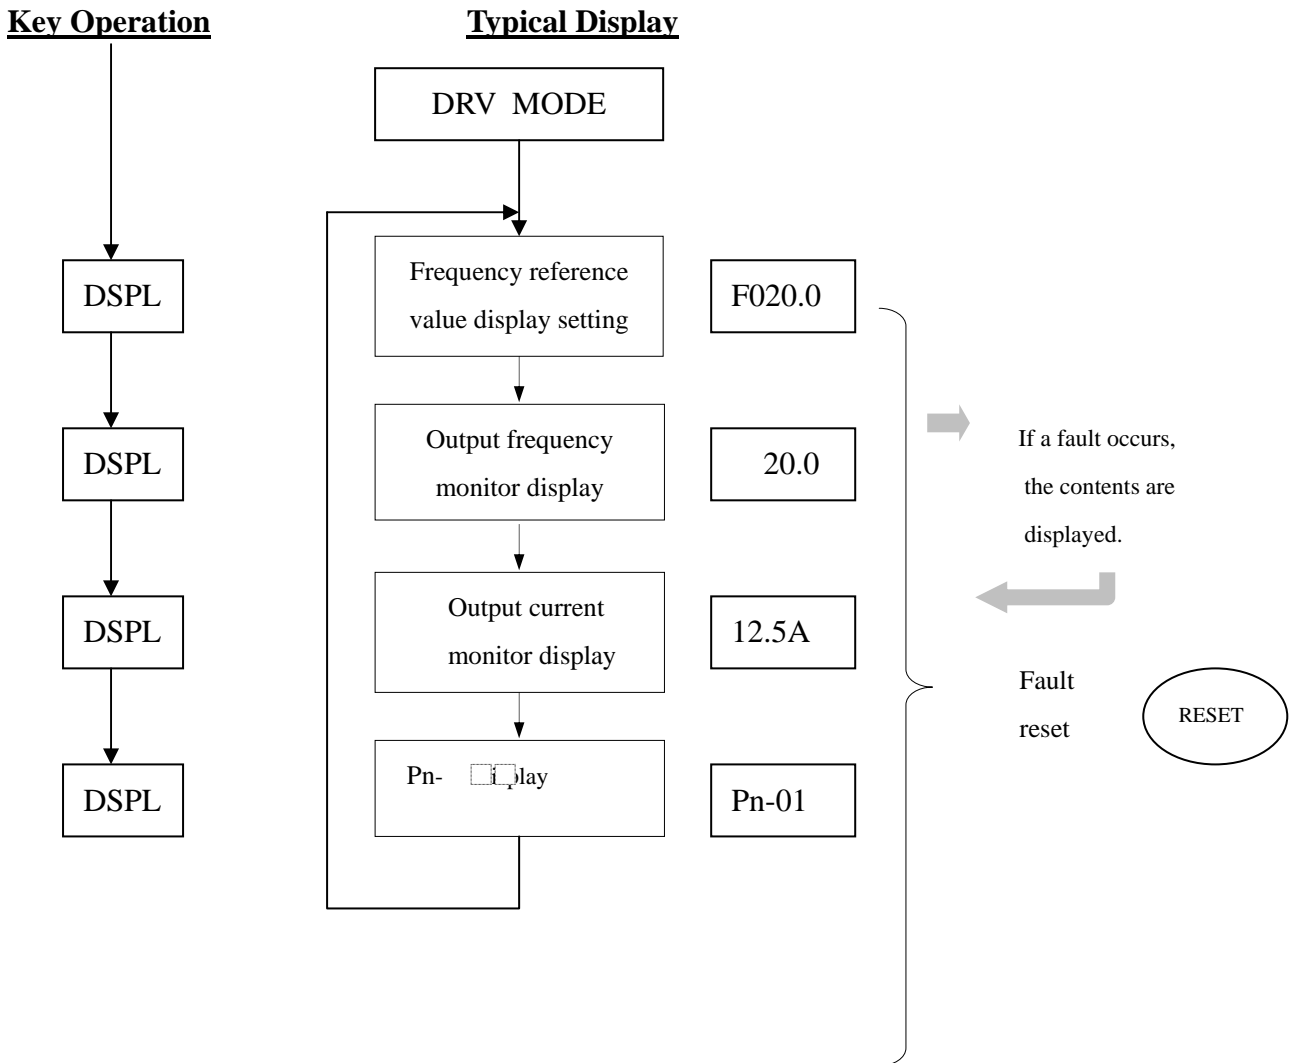 Key Operation
Typical Display
DRV MODE
DSPL
Frequency reference
value display setting
F020.0
DSPL
Output frequency
monitor display
20.0
If a fault occurs,
the contents are
displayed.
DSPL
Output current
monitor display
12.5A
Fault
reset
RESET
DSPL
Pn-
Pn-01